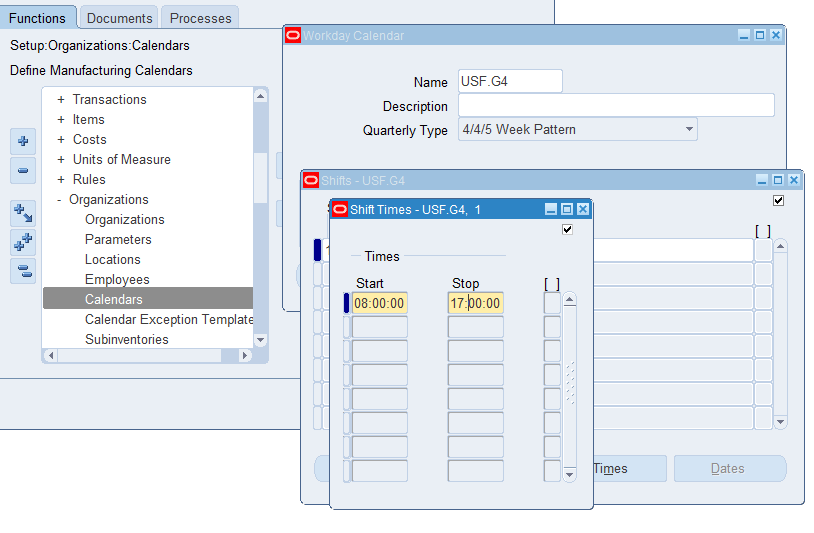 Functions
Documents
Processes
Setup:Organizations:Calendars
Define Manufacturing Calendars
+ Transactions
+ Items
+ Costs
+ Units of Measure
+ Rules
- Organizations
Organizations
Parameters
Locations
Employees
Calendars
Calendar Exception Template
Subinventories
Workday Calendar
Name USF.G4
Description
Quarterly Type 4/4/5 Week Pattern
Shifts - USF.G4
[ ]
Shift Times - USF.G4, 1
Times
Start Stop [ ]
08:00:00 17:00:00
Times
Dates